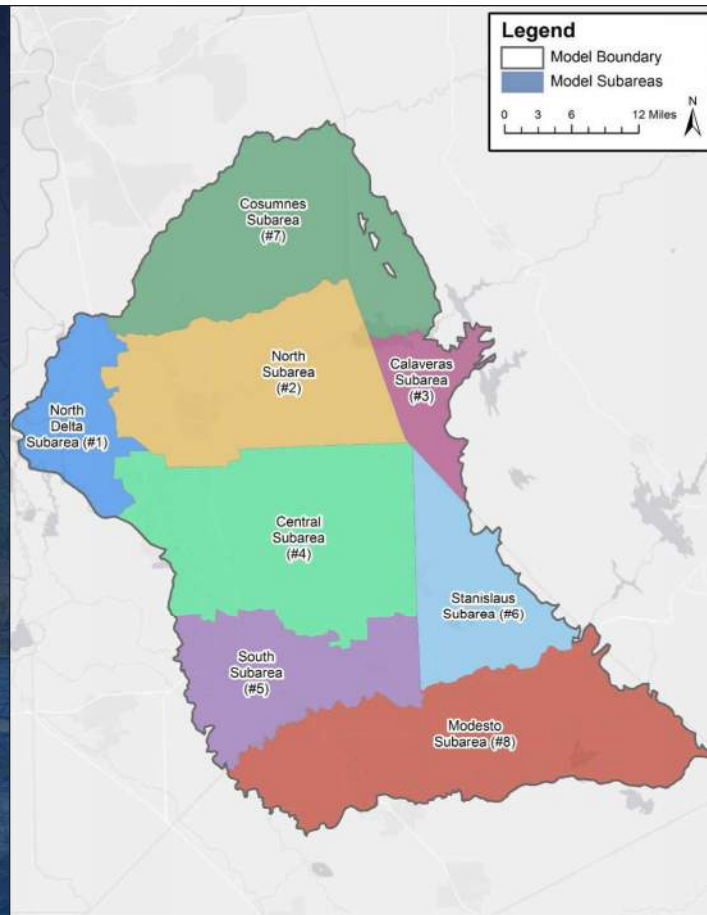 Legend
Model Boundary
Model Subareas
0 3 6 12 Miles
N
Cosumnes
Subarea
(#7)
North
Subarea
(#2)
Calaveras
Subarea
(#3)
North
Delta
Subarea (#1)
Central
Subarea
(#4)
Stanislaus
Subarea (#6)
South
Subarea
(#5)
Modesto
Subarea (#8)